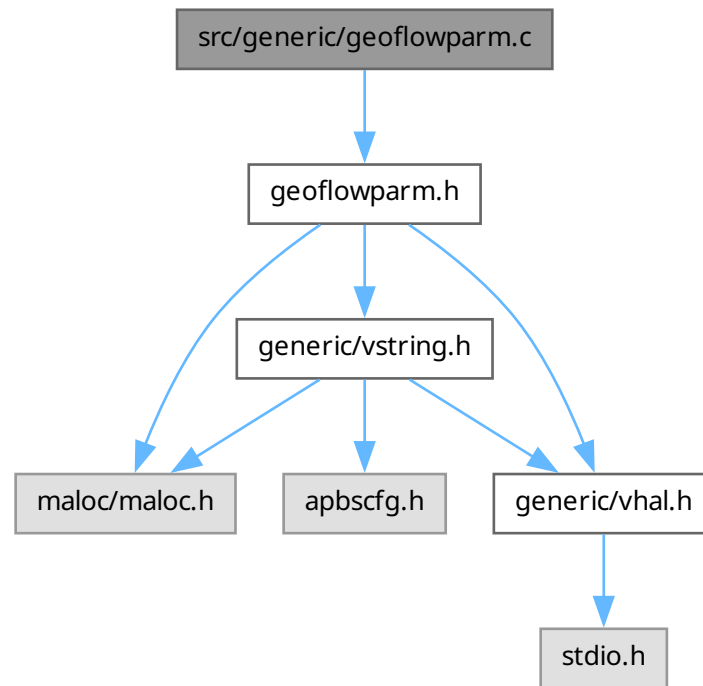 src/generic/geoflowparm.c
geoflowparm.h
generic/vstring.h
maloc/maloc.h
apbscfg.h
generic/vhal.h
stdio.h